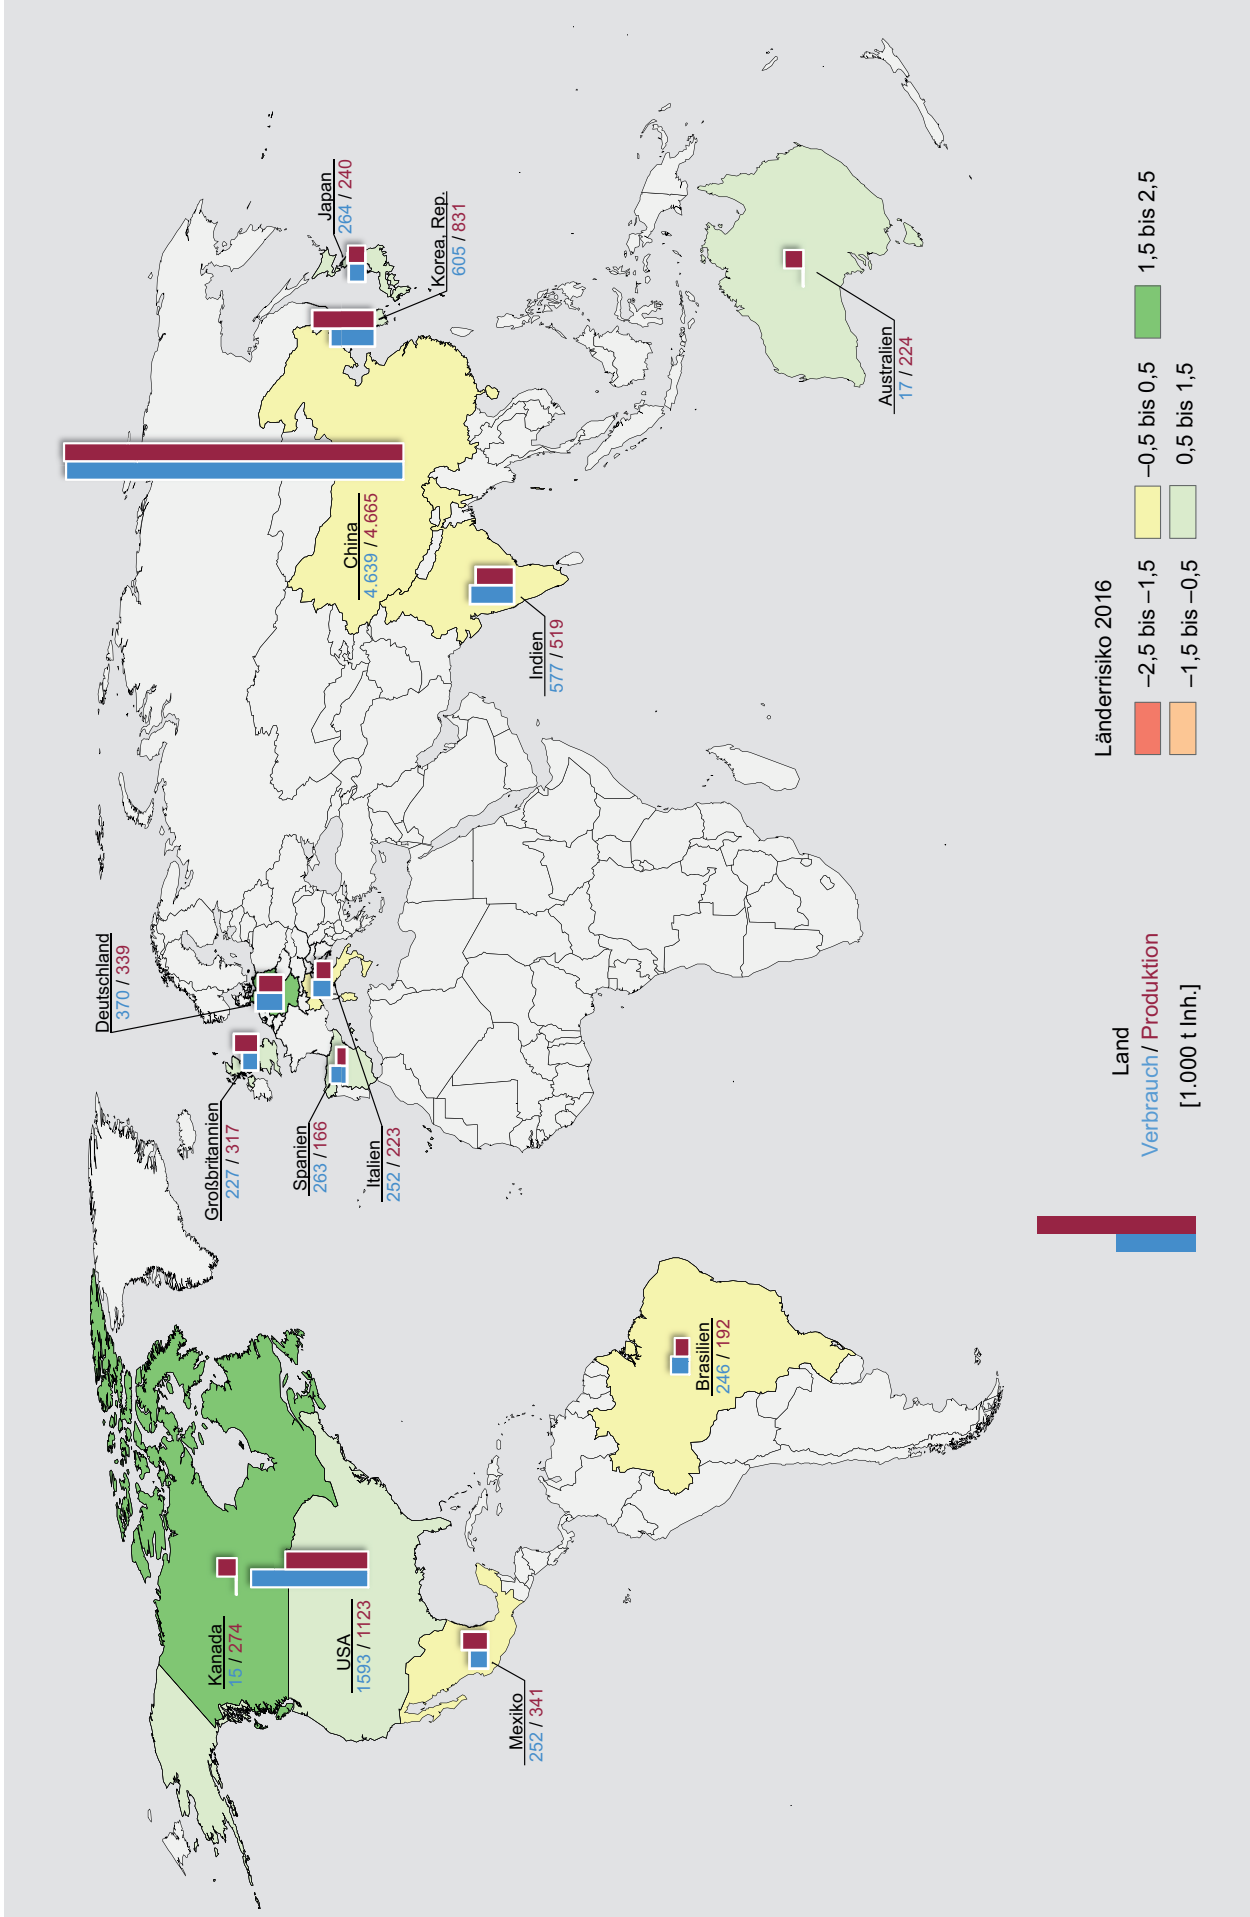 Kanada
15 / 274
USA
1593 / 1123
Mexiko
252 / 341
Brasilien
246 / 192
Großbritannien
227 / 317
Spanien
263 / 166
Italien
252 / 223
Deutschland
370 / 339
China
4.639 / 4.665
Indien
577 / 519
Japan
264 / 240
Korea, Rep.
605 / 831
Australien
17 / 224
Land
Verbrauch / Produktion
[1.000 t Inh.]
Länderrisiko 2016
–2,5 bis –1,5
–0,5 bis 0,5
1,5 bis 2,5
–1,5 bis –0,5
0,5 bis 1,5